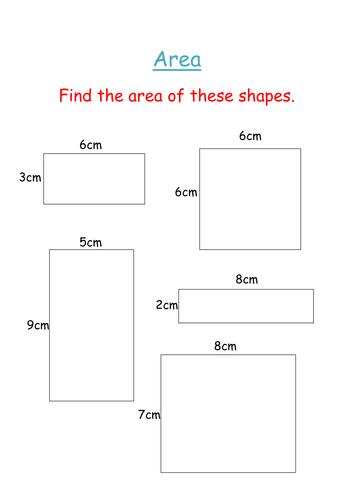 Area
Find the area of these shapes.
6cm
3cm
6cm
6cm
5cm
9cm
8cm
2cm
8cm
7cm